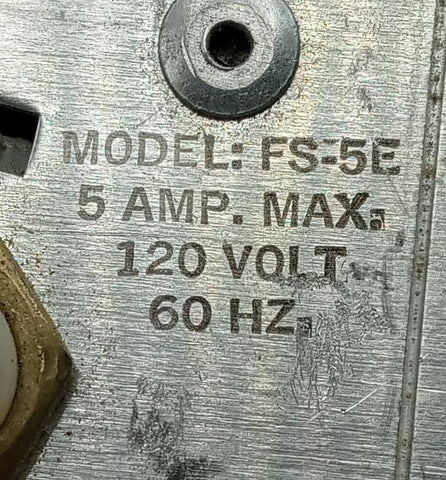 MODEL: FS-5E
5 AMP. MAX.
120 VOLT
60 HZ.